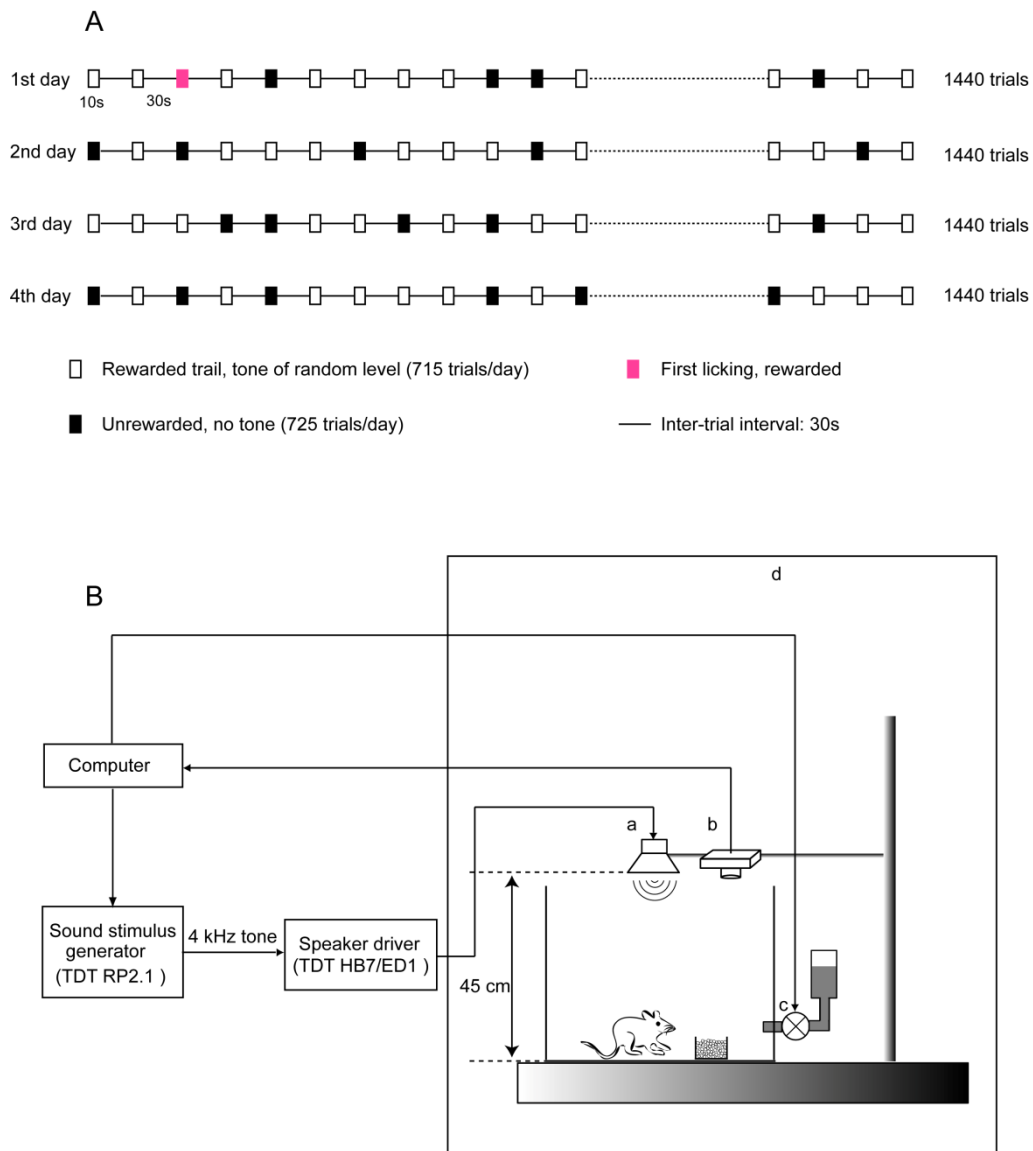 A
1st day
1440 trials
10s
30s
2nd day
1440 trials
3rd day
1440 trials
4th day
1440 trials
Rewarded trail, tone of random level (715 trials/day)
First licking, rewarded
Unrewarded, no tone (725 trials/day)
Inter-trial interval: 30s
B
d
Computer
a
b
Sound stimulus
generator
(TDT RP2.1 )
4 kHz tone
Speaker driver
(TDT HB7/ED1 )
45 cm
c